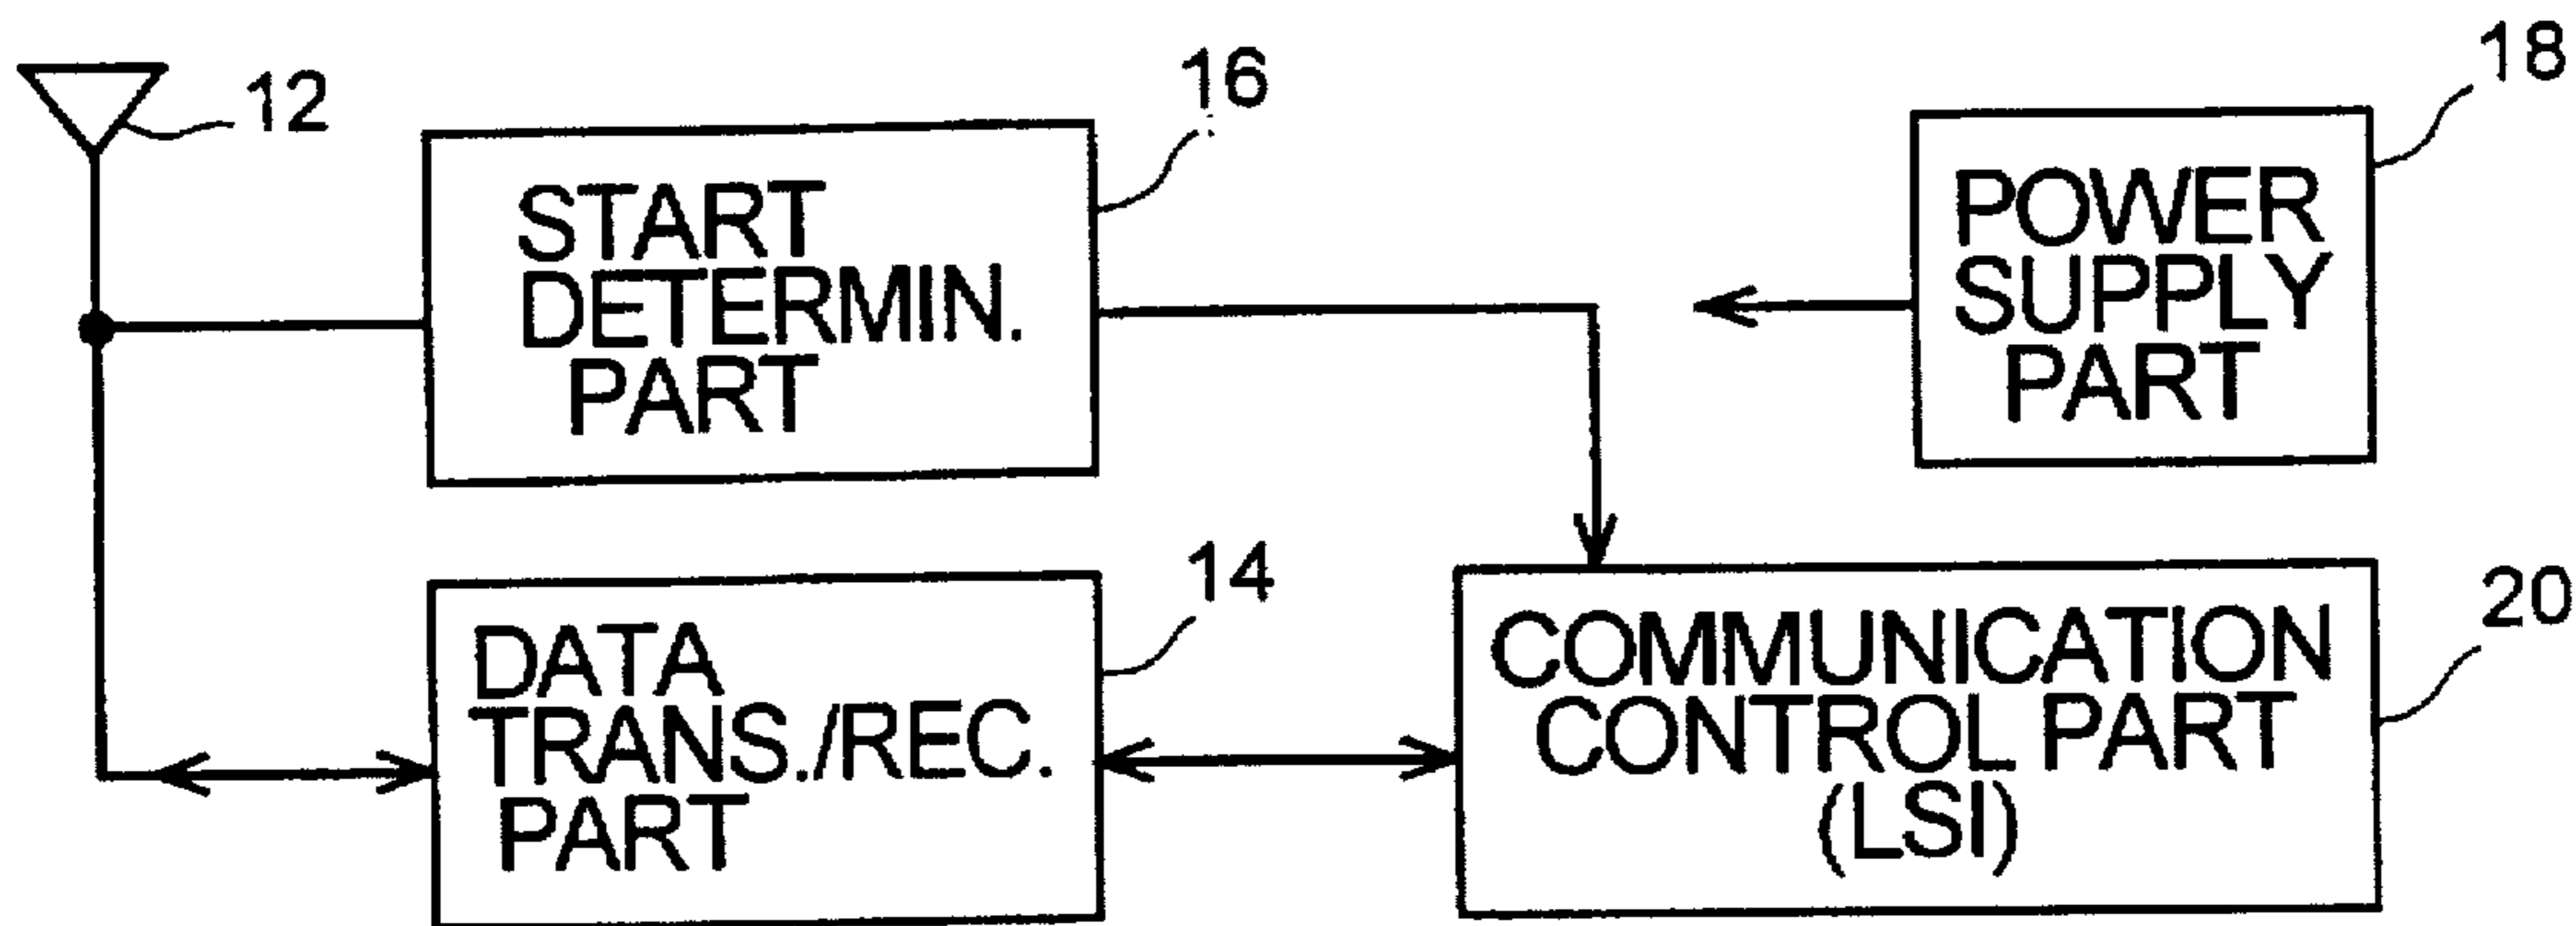 12
16
START
DETERMIN.
PART
18
POWER
SUPPLY
PART
14
DATA
TRANS./REC.
PART
20
COMMUNICATION
CONTROL PART
(LSI)